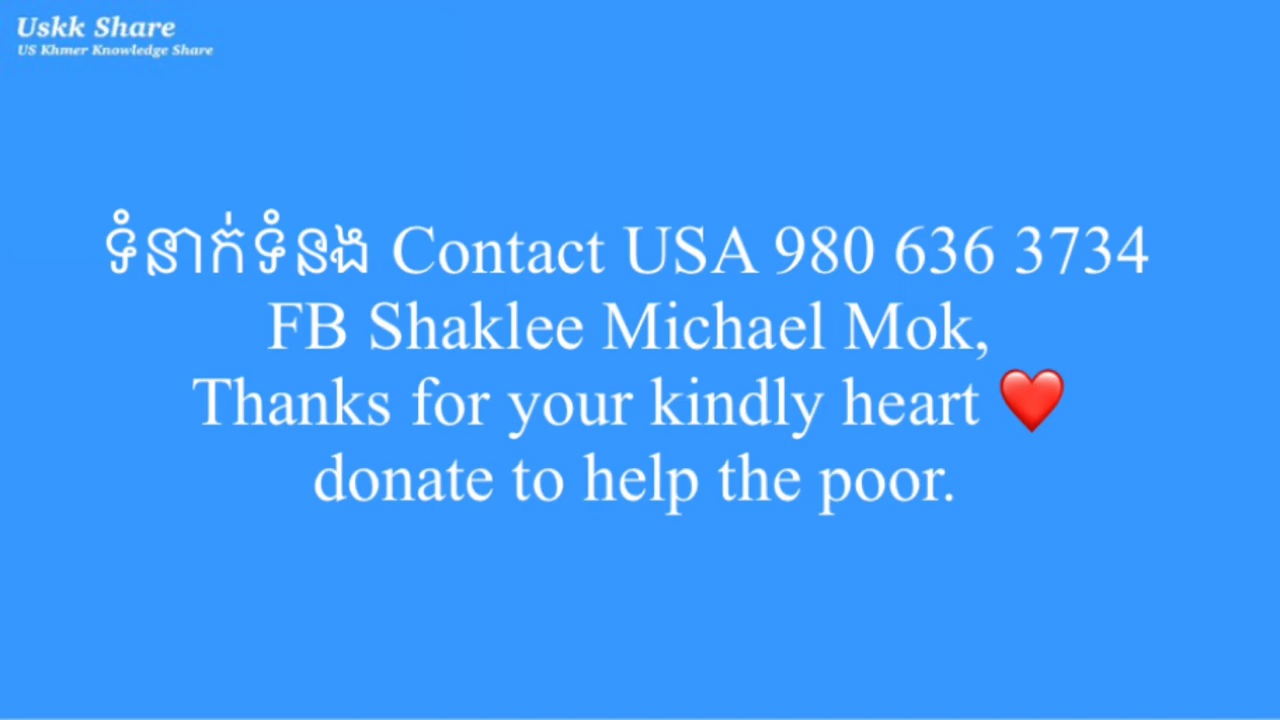 Uskk Share
US Khmer Knowledge Share
ទំនាក់ទំនង Contact USA 980 636 3734
FB Shaklee Michael Mok,
Thanks for your kindly heart ❤️
donate to help the poor.